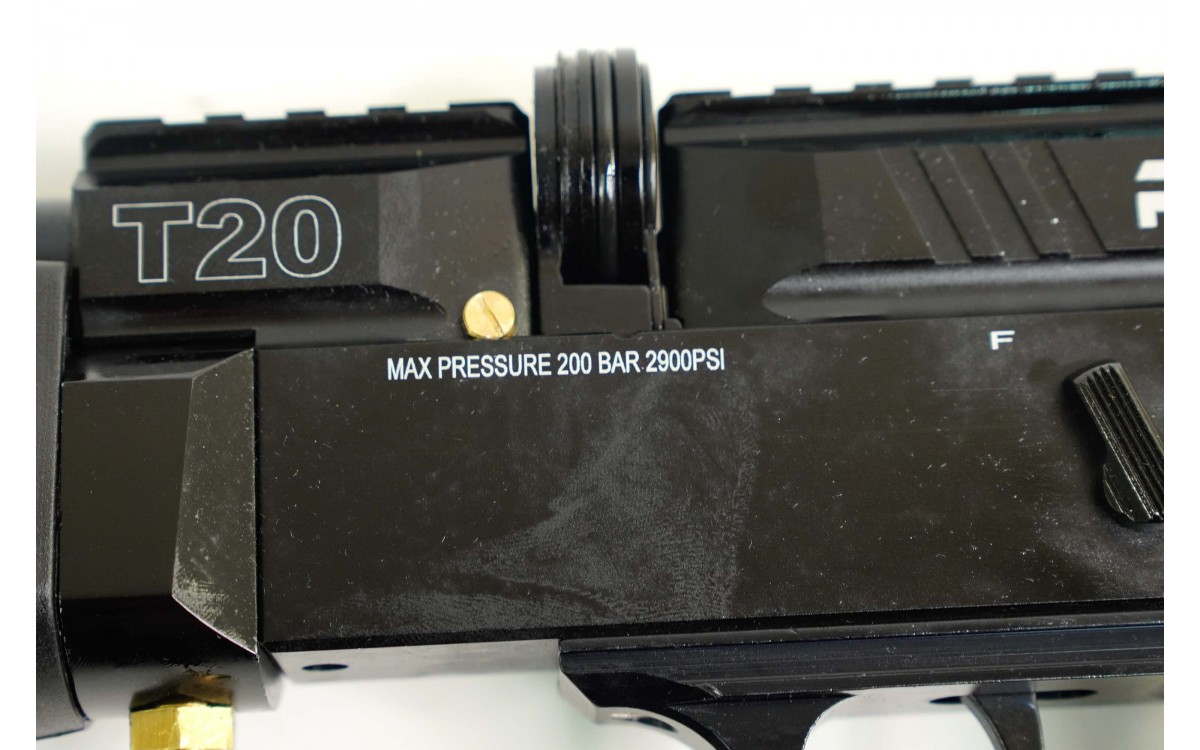 T20
MAX PRESSURE 200 BAR 2900PSI
F